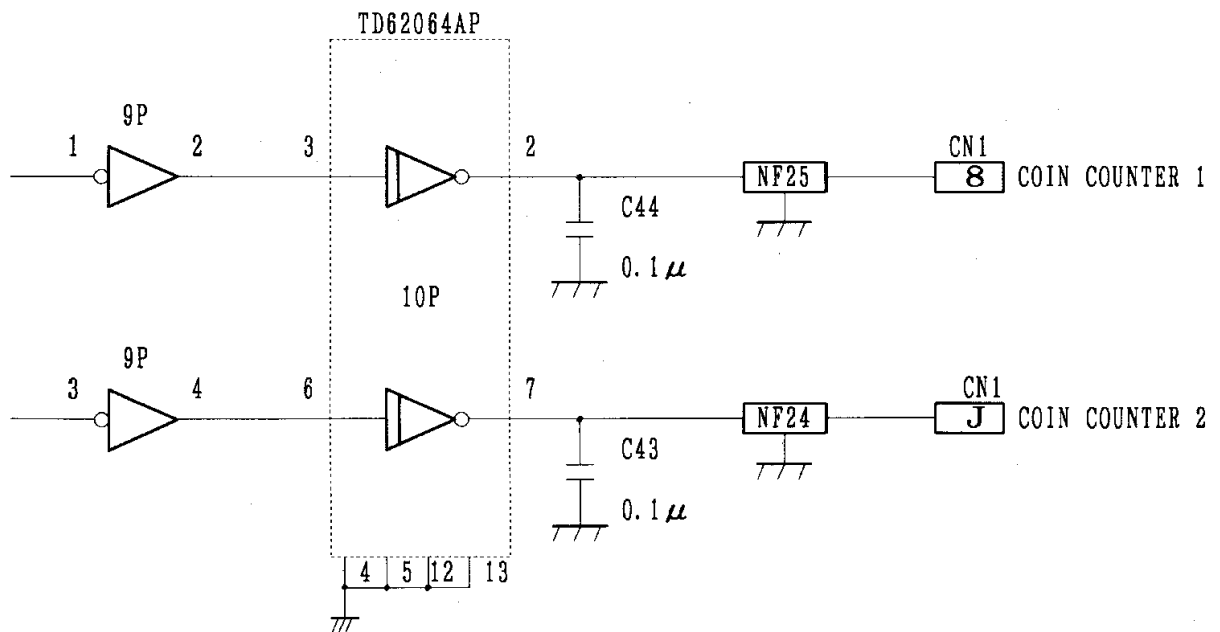 TD62064AP
9P
1 2 3 2
CN1
NF25 8 COIN COUNTER 1
C44
0.1μ
10P
9P
3 4 6 7
CN1
NF24 J COIN COUNTER 2
C43
0.1μ
4 5 12 13